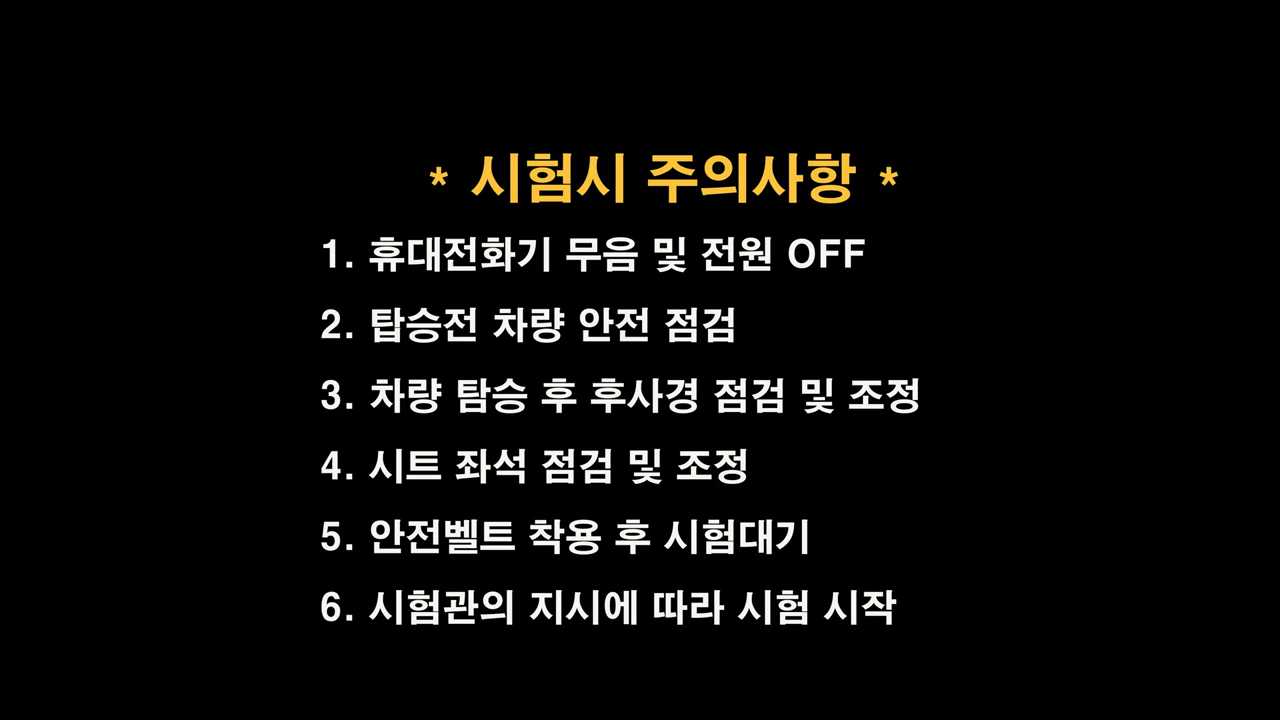 * 시험시 주의사항 *
1. 휴대전화기 무음 및 전원 OFF
2. 탑승전 차량 안전 점검
3. 차량 탐승 후 후사경 점검 및 조정
4. 시트 좌석 점검 및 조정
5. 안전벨트 착용 후 시험대기
6. 시험관의 지시에 따라 시험 시작